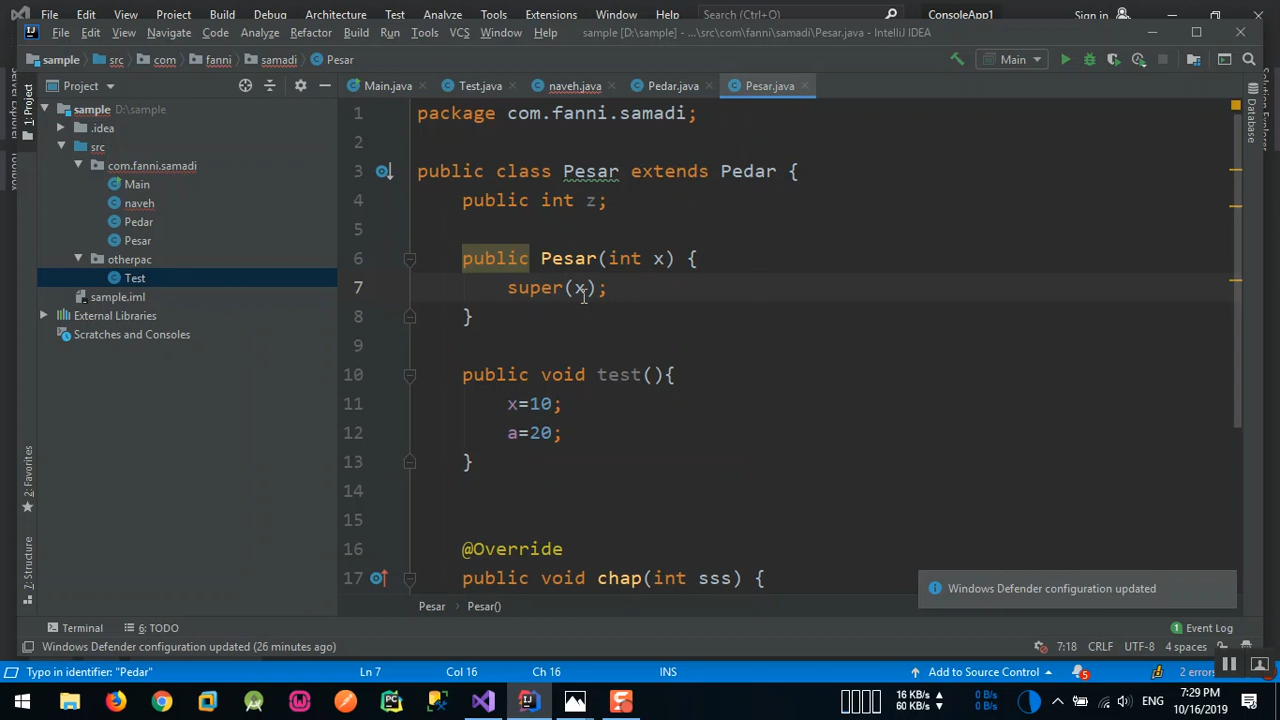 File Edit View Project Build Debug Architecture Test Analyze Tools Extensions Window Help Search (Ctrl+Q) ConsoleApp1 Sign in
File Edit View Navigate Code Analyze Refactor Build Run Tools VCS Window Help sample [D:\sample] - ...\src\com\fanni\samadi\Pesar.java - IntelliJ IDEA
sample src com fanni samadi Pesar Main
Project Main.java Test.java naveh.java Pedar.java Pesar.java
1: Project
Database
2: Favorites
7: Structure
sample D:\sample
.idea
src
com.fanni.samadi
Main
naveh
Pedar
Pesar
otherpac
Test
sample.iml
External Libraries
Scratches and Consoles
1 package com.fanni.samadi;
2
3 public class Pesar extends Pedar {
4 public int z;
5
6 public Pesar(int x) {
7 super(x);
8 }
9
10 public void test(){
11 x=10;
12 a=20;
13 }
14
15
16 @Override
17 public void chap(int sss) {
Windows Defender configuration updated
Pesar Pesar()
Terminal 6: TODO 1 Event Log
Windows Defender configuration updated (26 minutes ago) 7:18 CRLF UTF-8 4 spaces
Typo in identifier: "Pedar" Ln 7 Col 16 Ch 16 INS Add to Source Control 5 2 errors
16 KB/s 0 B/s
60 KB/s 0 B/s
ENG 7:29 PM
10/16/2019